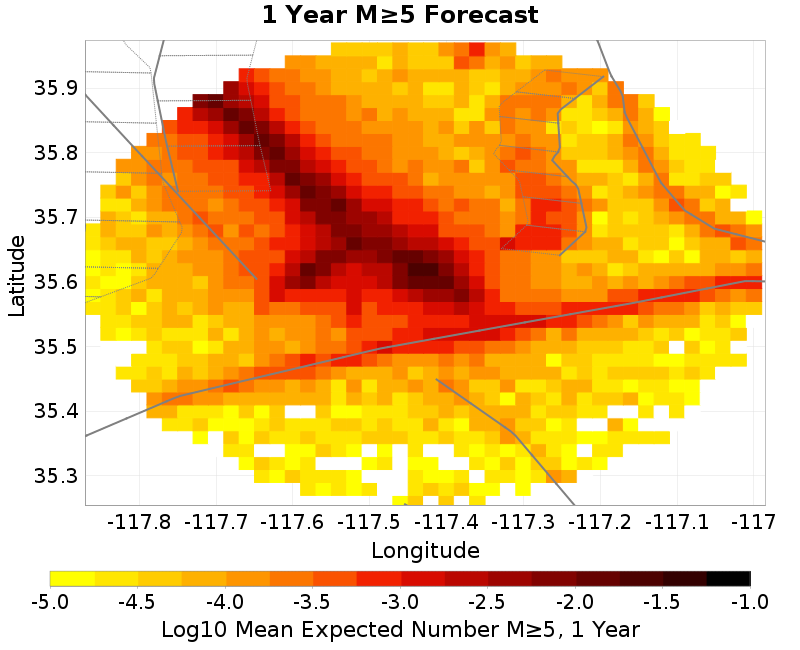 1 Year M≥5 Forecast
35.9
35.8
35.7
35.6
35.5
35.4
35.3
Latitude
-117.8 -117.7 -117.6 -117.5 -117.4 -117.3 -117.2 -117.1 -117
Longitude
-5.0 -4.5 -4.0 -3.5 -3.0 -2.5 -2.0 -1.5 -1.0
Log10 Mean Expected Number M≥5, 1 Year